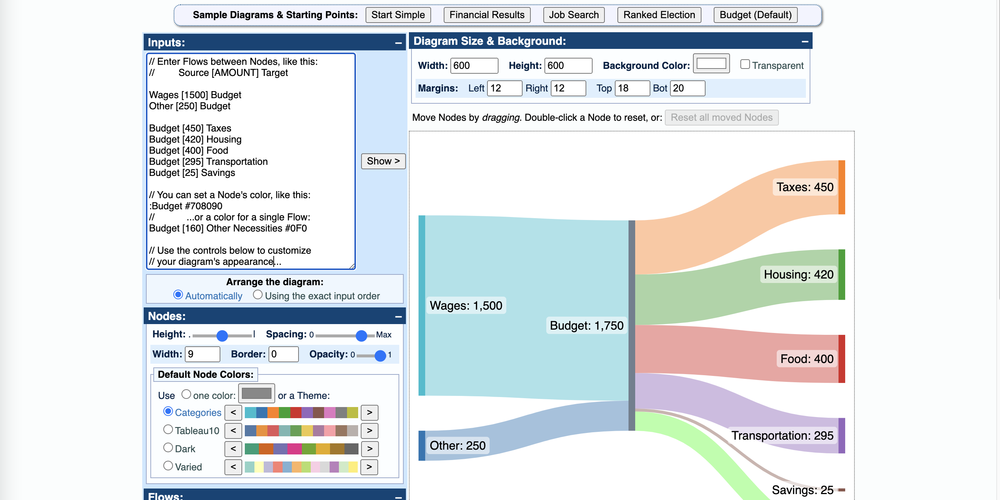 Sample Diagrams & Starting Points: Start Simple Financial Results Job Search Ranked Election Budget (Default)
Inputs: –
// Enter Flows between Nodes, like this:
// Source [AMOUNT] Target
Wages [1500] Budget
Other [250] Budget
Budget [450] Taxes
Budget [420] Housing
Budget [400] Food
Budget [295] Transportation
Budget [25] Savings
// You can set a Node's color, like this:
:Budget #708090
// ...or a color for a single Flow:
Budget [160] Other Necessities #0F0
// Use the controls below to customize
// your diagram's appearance...
Show >
Arrange the diagram:
Automatically Using the exact input order
Nodes: –
Height: . | Spacing: 0 Max
Width: 9 Border: 0 Opacity: 0 1
Default Node Colors:
Use one color: or a Theme:
Categories < >
Tableau10 < >
Dark < >
Varied < >
Flows: –
Diagram Size & Background: –
Width: 600 Height: 600 Background Color: Transparent
Margins: Left 12 Right 12 Top 18 Bot 20
Move Nodes by dragging. Double-click a Node to reset, or: Reset all moved Nodes
Taxes: 450
Housing: 420
Wages: 1,500
Budget: 1,750
Food: 400
Transportation: 295
Other: 250
Savings: 25